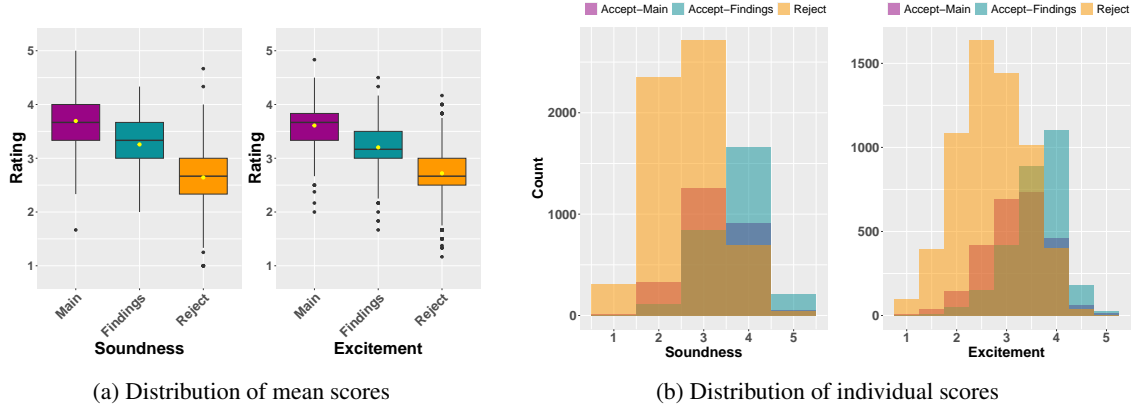 Rating
5
4
3
2
1
Main
Findings
Reject
Soundness
Rating
5
4
3
2
1
Main
Findings
Reject
Excitement
(a) Distribution of mean scores
Accept−Main Accept−Findings Reject
Count
2000
1000
0
1 2 3 4 5
Soundness
Accept−Main Accept−Findings Reject
1500
1000
500
0
1 2 3 4 5
Excitement
(b) Distribution of individual scores